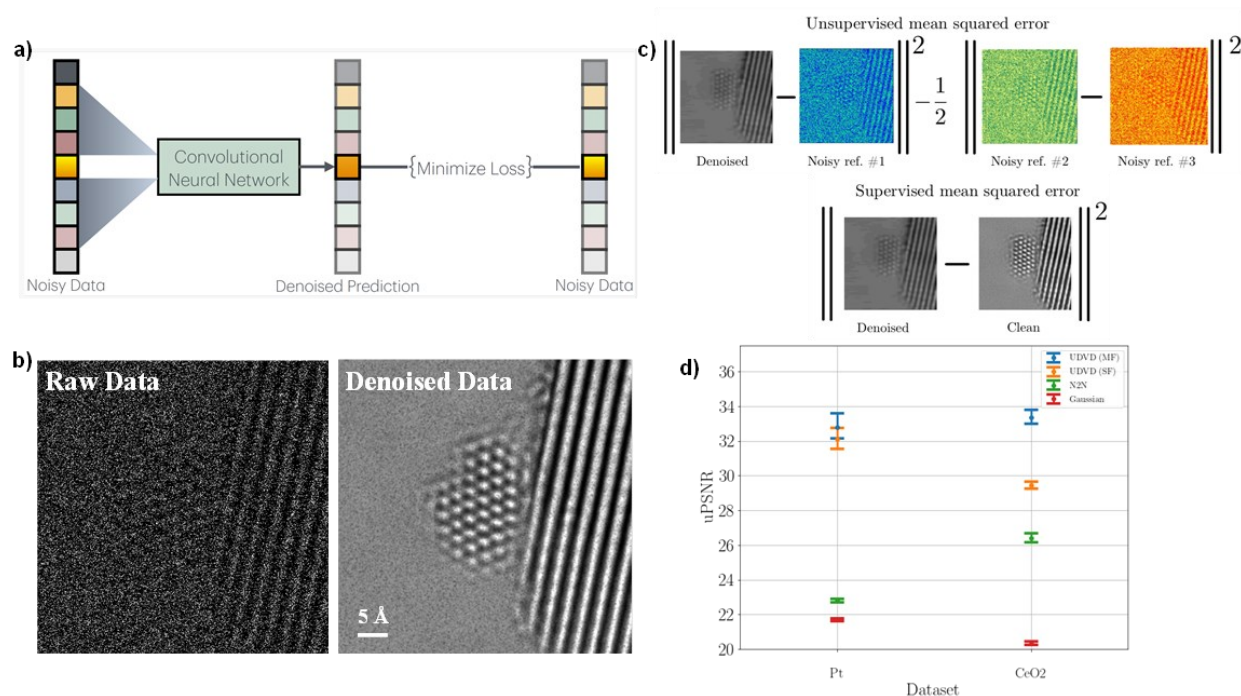 a)
Convolutional
Neural Network
{Minimize Loss}
Noisy Data
Denoised Prediction
Noisy Data
b)
Raw Data
Denoised Data
5 Å
c)
Unsupervised mean squared error
|| − ||² − 1/2 || − ||²
Denoised
Noisy ref. #1
Noisy ref. #2
Noisy ref. #3
Supervised mean squared error
|| − ||²
Denoised
Clean
d)
UDVD (MF)
UDVD (SF)
N2N
Gaussian
36
34
32
30
28
26
24
22
20
uPSNR
Pt
CeO2
Dataset